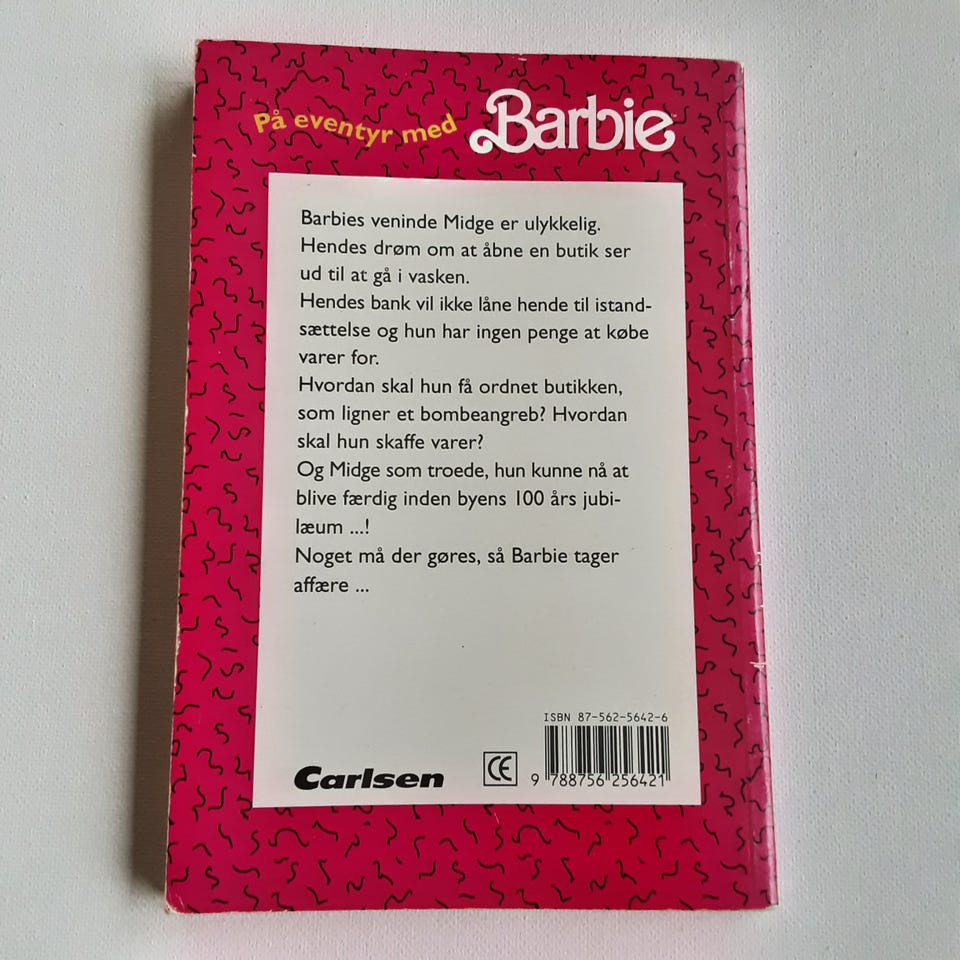 På eventyr med Barbie
Barbies veninde Midge er ulykkelig.
Hendes drøm om at åbne en butik ser
ud til at gå i vasken.
Hendes bank vil ikke låne hende til istand-
sættelse og hun har ingen penge at købe
varer for.
Hvordan skal hun få ordnet butikken,
som ligner et bombeangreb? Hvordan
skal hun skaffe varer?
Og Midge som troede, hun kunne nå at
blive færdig inden byens 100 års jubi-
læum ...!
Noget må der gøres, så Barbie tager
affære ...
ISBN 87-562-5642-6
Carlsen
CE
9 788756 256421